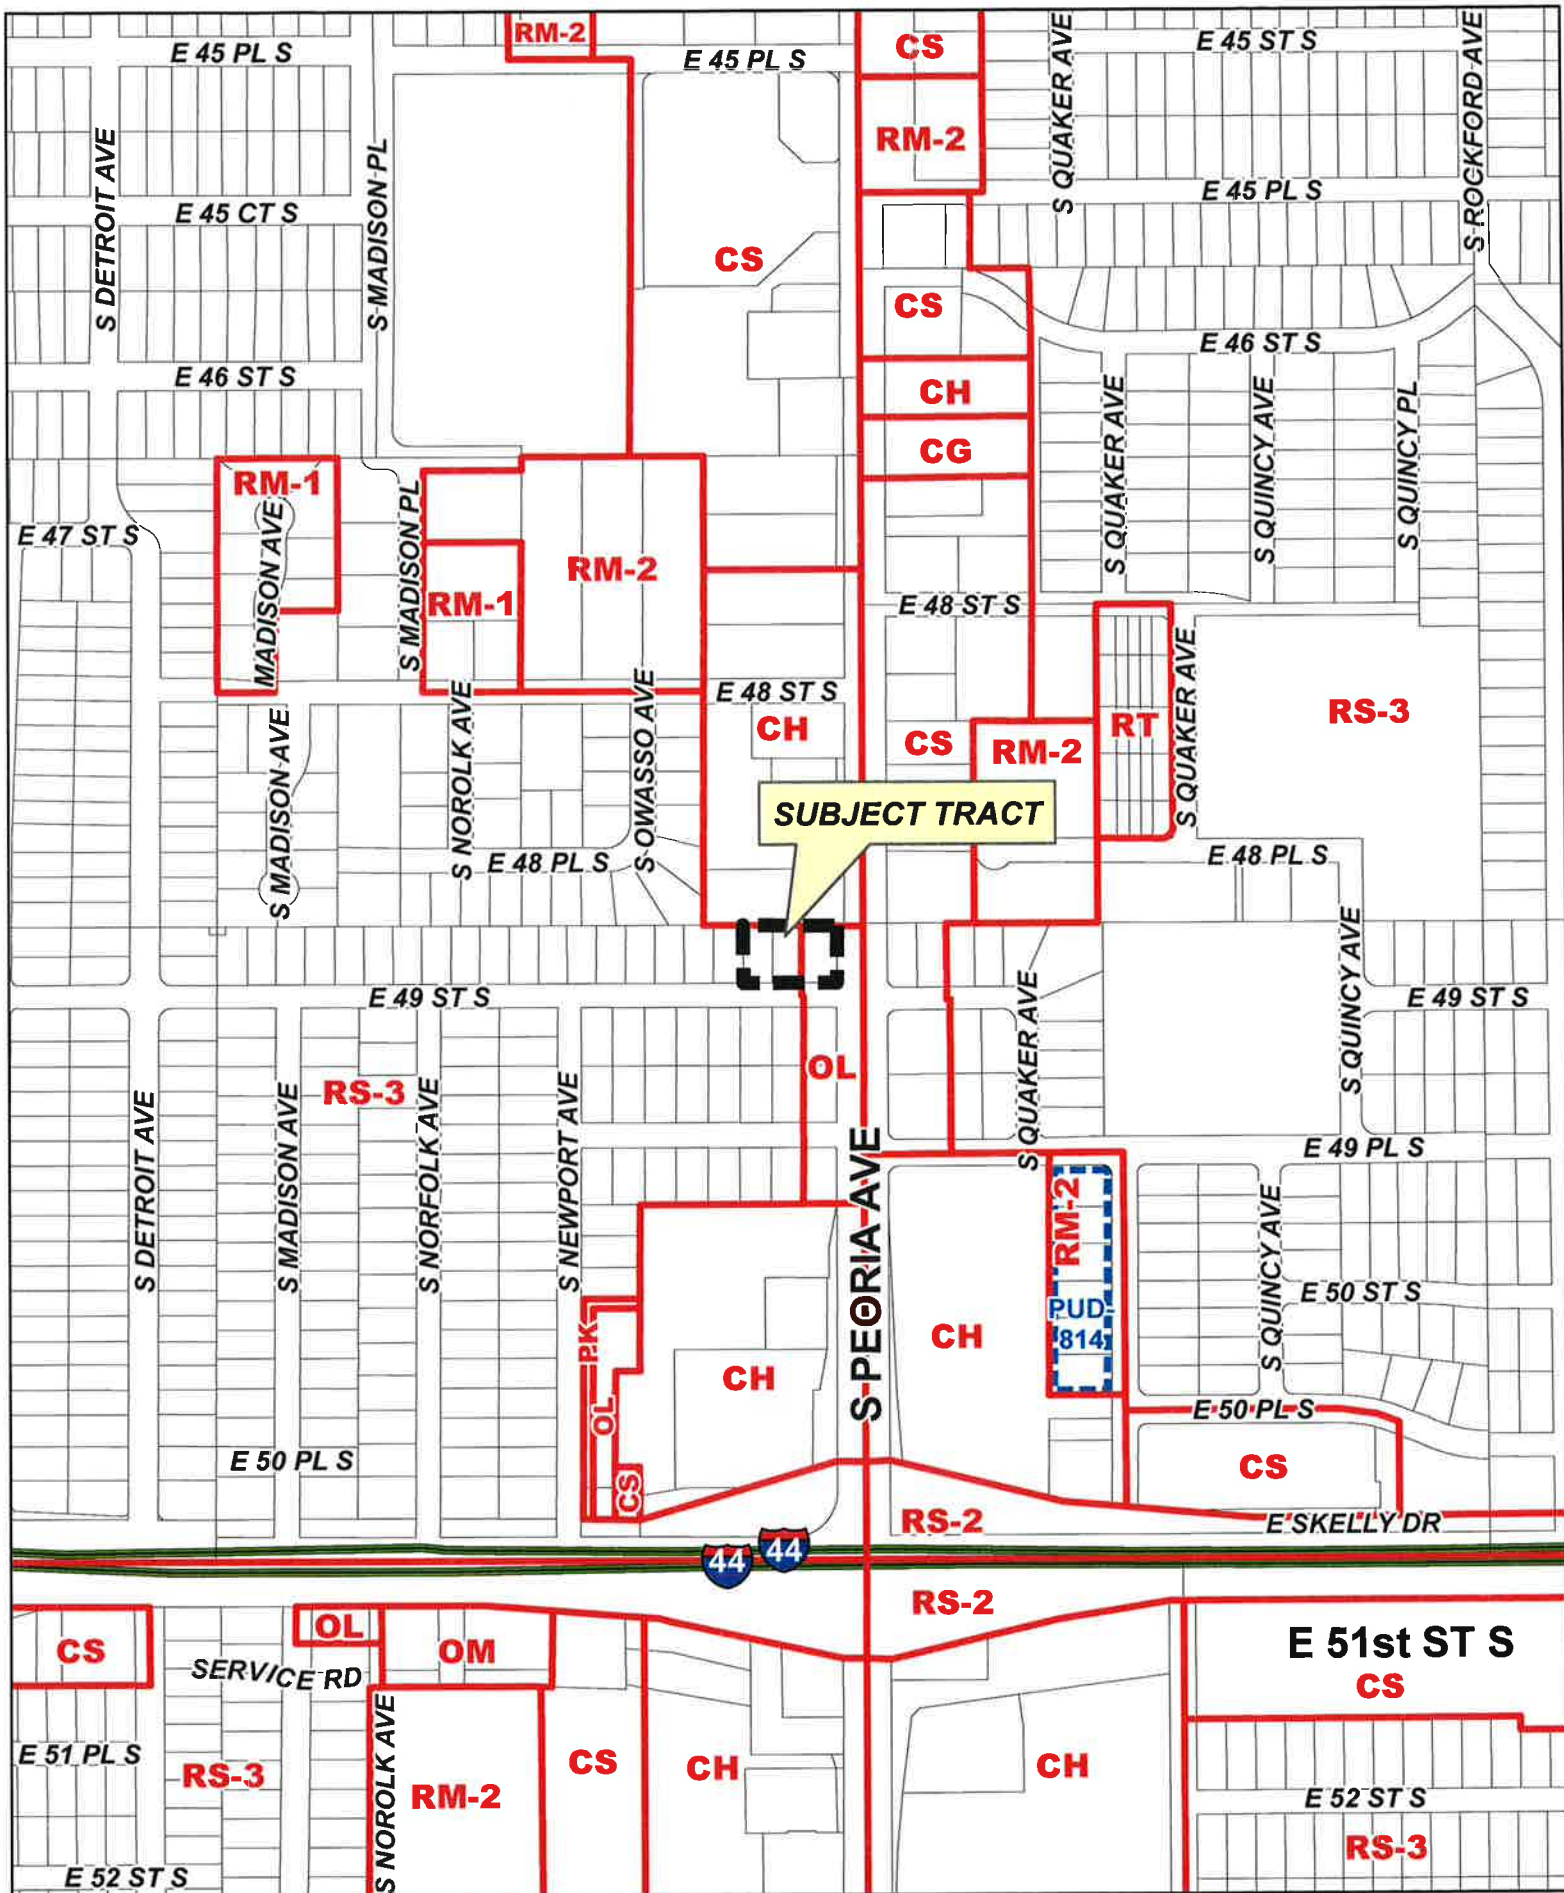 RM-2
CS
E 45 ST S
E 45 PL S
E 45 PL S
S QUAKER AVE
S ROCKFORD AVE
RM-2
S DETROIT AVE
S MADISON PL
E 45 PL S
E 45 CT S
CS
CS
E 46 ST S
E 46 ST S
CH
CG
S QUAKER AVE
S QUINCY AVE
S QUINCY PL
RM-1
MADISON AVE
S MADISON PL
E 47 ST S
RM-2
RM-1
E 48 ST S
E 48 ST S
S QUAKER AVE
RS-3
RT
CH
CS
RM-2
S MADISON AVE
S NOROLK AVE
S OWASSO AVE
SUBJECT TRACT
E 48 PL S
E 48 PL S
S QUINCY AVE
E 49 ST S
E 49 ST S
S QUAKER AVE
OL
RS-3
S DETROIT AVE
S MADISON AVE
S NORFOLK AVE
S NEWPORT AVE
S PEORIA AVE
E 49 PL S
RM-2
S QUINCY AVE
E 50 ST S
PUD-
814
PK
CH
CH
OL
E 50 PL S
E 50 PL S
CS
CS
RS-2
E SKELLY DR
44
44
RS-2
OL
CS
OM
E 51st ST S
SERVICE RD
CS
S NOROLK AVE
E 51 PL S
RS-3
CS
CH
CH
RM-2
E 52 ST S
RS-3
E 52 ST S